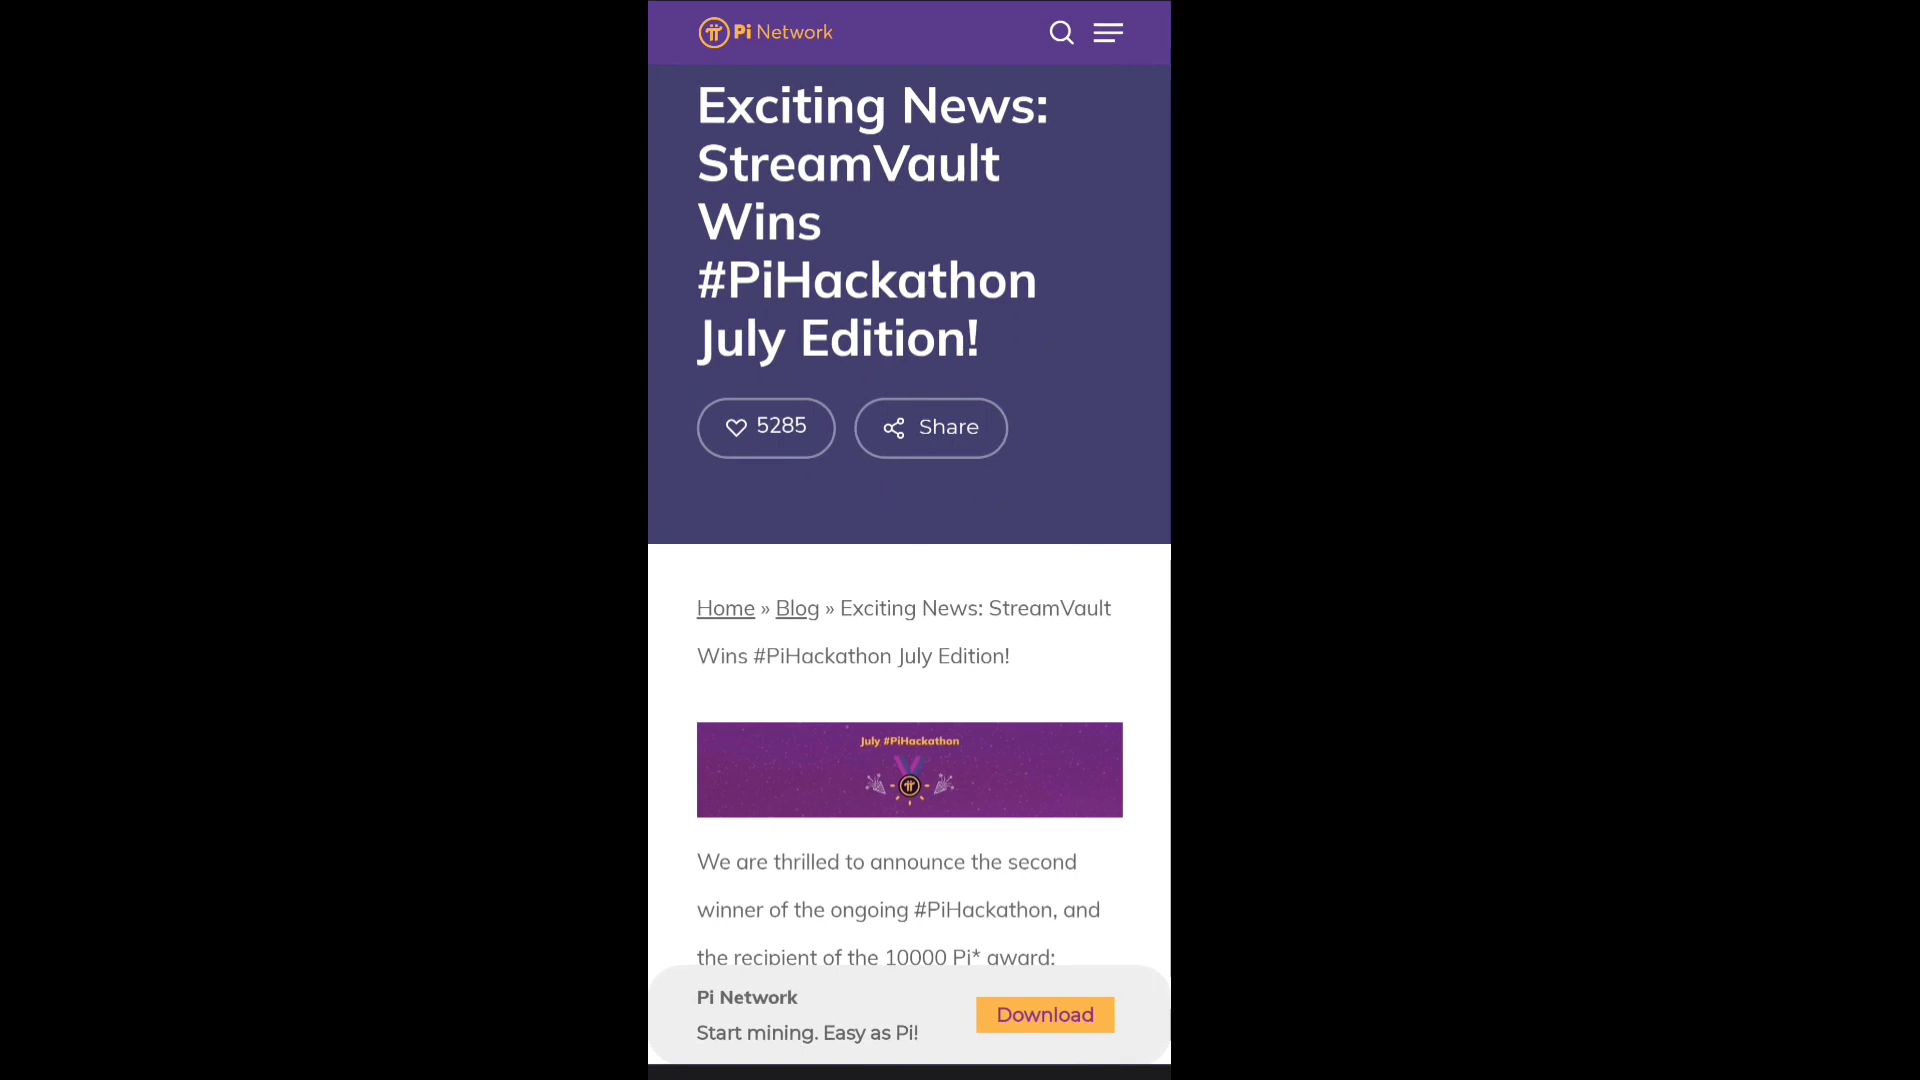 Pi Network
Exciting News:
StreamVault
Wins
#PiHackathon
July Edition!
5285
Share
Home » Blog » Exciting News: StreamVault
Wins #PiHackathon July Edition!
July #PiHackathon
We are thrilled to announce the second
winner of the ongoing #PiHackathon, and
the recipient of the 10000 Pi* award:
Pi Network
Start mining. Easy as Pi!
Download